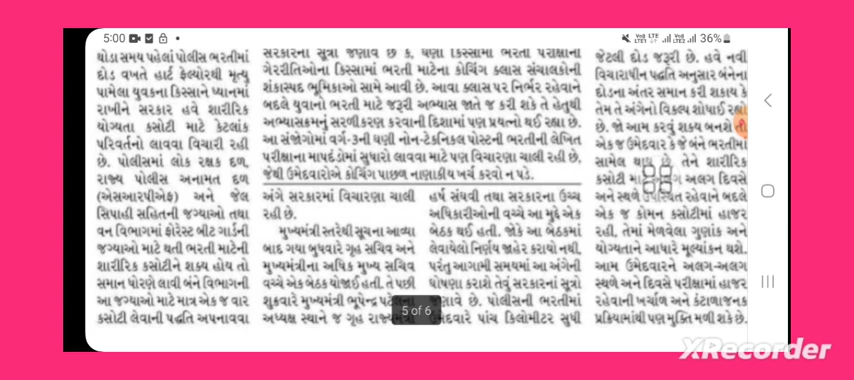 5:00
36%
થોડા સમય પહેલાં પોલીસ ભરતીમાં
દોડ વખતે હાર્ટ ફેલ્યોરથી મૃત્યુ
પામેલા યુવકના કિસ્સાને ધ્યાનમાં
રાખીને સરકાર હવે શારીરિક
યોગ્યતા કસોટી માટે કેટલાંક
પરિવર્તનો લાવવા વિચારી રહી
છે. પોલીસમાં લોક રક્ષક દળ,
રાજ્ય પોલીસ અનામત દળ
(એસઆરપીએફ) અને જેલ
સિપાહી સહિતની જગ્યાઓ તથા
વન વિભાગમાં ફોરેસ્ટ બીટ ગાર્ડની
જગ્યાઓ માટે થતી ભરતી માટેની
શારીરિક કસોટીને શક્ય હોય તો
સમાન ધોરણે લાવી બંને વિભાગની
આ જગ્યાઓ માટે માત્ર એક જ વાર
કસોટી લેવાની પદ્ધતિ અપનાવવા
સરકારના સૂત્રો જણાવે છે કે, ઘણા કિસ્સામાં ભરતી પરીક્ષાના
ગેરરીતિઓના કિસ્સામાં ભરતી માટેના કોચિંગ ક્લાસ સંચાલકોની
શંકાસ્પદ ભૂમિકાઓ સામે આવી છે. આવા ક્લાસ પર નિર્ભર રહેવાને
બદલે યુવાનો ભરતી માટે જરૂરી અભ્યાસ જાતે જ કરી શકે તે હેતુથી
અભ્યાસક્રમનું સરળીકરણ કરવાની દિશામાં પણ પ્રયત્નો થઈ રહ્યા છે.
આ સંજોગોમાં વર્ગ-3ની ઘણી નોન-ટેકનિકલ પોસ્ટની ભરતીની લેખિત
પરીક્ષાના માપદંડોમાં સુધારો લાવવા માટે પણ વિચારણા ચાલી રહી છે,
જેથી ઉમેદવારોએ કોચિંગ પાછળ નાણાકીય ખર્ચ કરવો ન પડે.
અંગે સરકારમાં વિચારણા ચાલી
રહી છે.
મુખ્યમંત્રી સ્તરેથી સૂચના આવ્યા
બાદ ગયા બુધવારે ગૃહ સચિવ અને
મુખ્યમંત્રીના અધિક મુખ્ય સચિવ
વચ્ચે એક બેઠક યોજાઈ હતી. તે પછી
શુક્રવારે મુખ્યમંત્રી ભૂપેન્દ્ર પટેલના
અધ્યક્ષ સ્થાને જ ગૃહ રાજ્યમંત્રી
હર્ષ સંઘવી તથા સરકારના ઉચ્ચ
અધિકારીઓની વચ્ચે આ મુદ્દે એક
બેઠક થઈ હતી. જોકે આ બેઠકમાં
લેવાયેલો નિર્ણય જાહેર કરાયો નથી,
પરંતુ આગામી સમયમાં આ અંગેની
ઘોષણા કરાશે તેવું સરકારનાં સૂત્રો
જણાવે છે. પોલીસની ભરતીમાં
ઉમેદવારે પાંચ કિલોમીટર સુધી
જેટલી દોડ જરૂરી છે. હવે નવી
વિચારાધીન પદ્ધતિ અનુસાર બંનેના
દોડના અંતર સમાન કરી શકાય કે
તેમ તે અંગેનો વિકલ્પ શોધાઈ રહ્યા
છે. જો આમ કરવું શક્ય બનશે તો
એક જ ઉમેદવાર કે જે બંને ભરતીમાં
સામેલ થાય છે, તેને શારીરિક
કસોટી માટે અલગ અલગ દિવસે
અને સ્થળે ઉપસ્થિત રહેવાને બદલે
એક જ કોમન કસોટીમાં હાજર
રહી, તેમાં મેળવેલા ગુણાંક અને
યોગ્યતાને આધારે મૂલ્યાંકન થશે.
આમ ઉમેદવારને અલગ-અલગ
સ્થળે અને દિવસે પરીક્ષામાં હાજર
રહેવાની ખર્ચાળ અને કંટાળાજનક
પ્રક્રિયામાંથી પણ મુક્તિ મળી શકે છે.
5 of 6
XRecorder